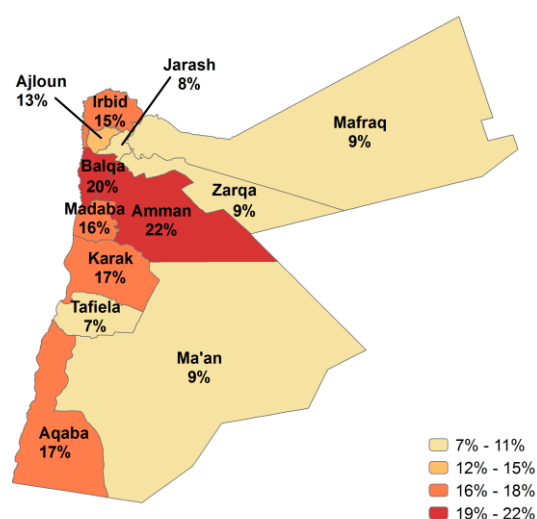 Jarash
8%
Ajloun
13%
Irbid
15%
Mafraq
9%
Balqa
20%
Zarqa
9%
Madaba
16%
Amman
22%
Karak
17%
Tafiela
7%
Ma'an
9%
Aqaba
17%
7% - 11%
12% - 15%
16% - 18%
19% - 22%